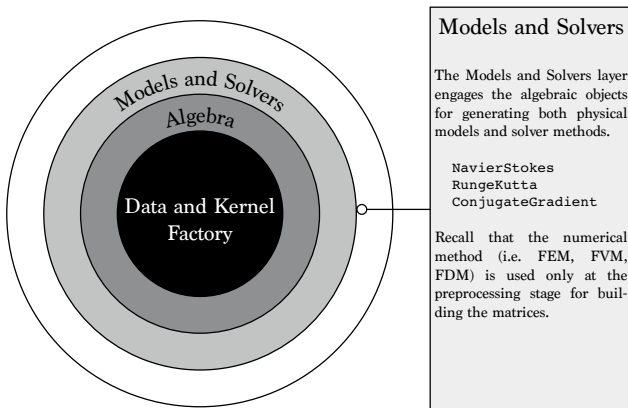 Models and Solvers
Algebra
Data and Kernel
Factory
Models and Solvers
The Models and Solvers layer
engages the algebraic objects
for generating both physical
models and solver methods.
NavierStokes
RungeKutta
ConjugateGradient
Recall that the numerical
method (i.e. FEM, FVM,
FDM) is used only at the
preprocessing stage for buil-
ding the matrices.